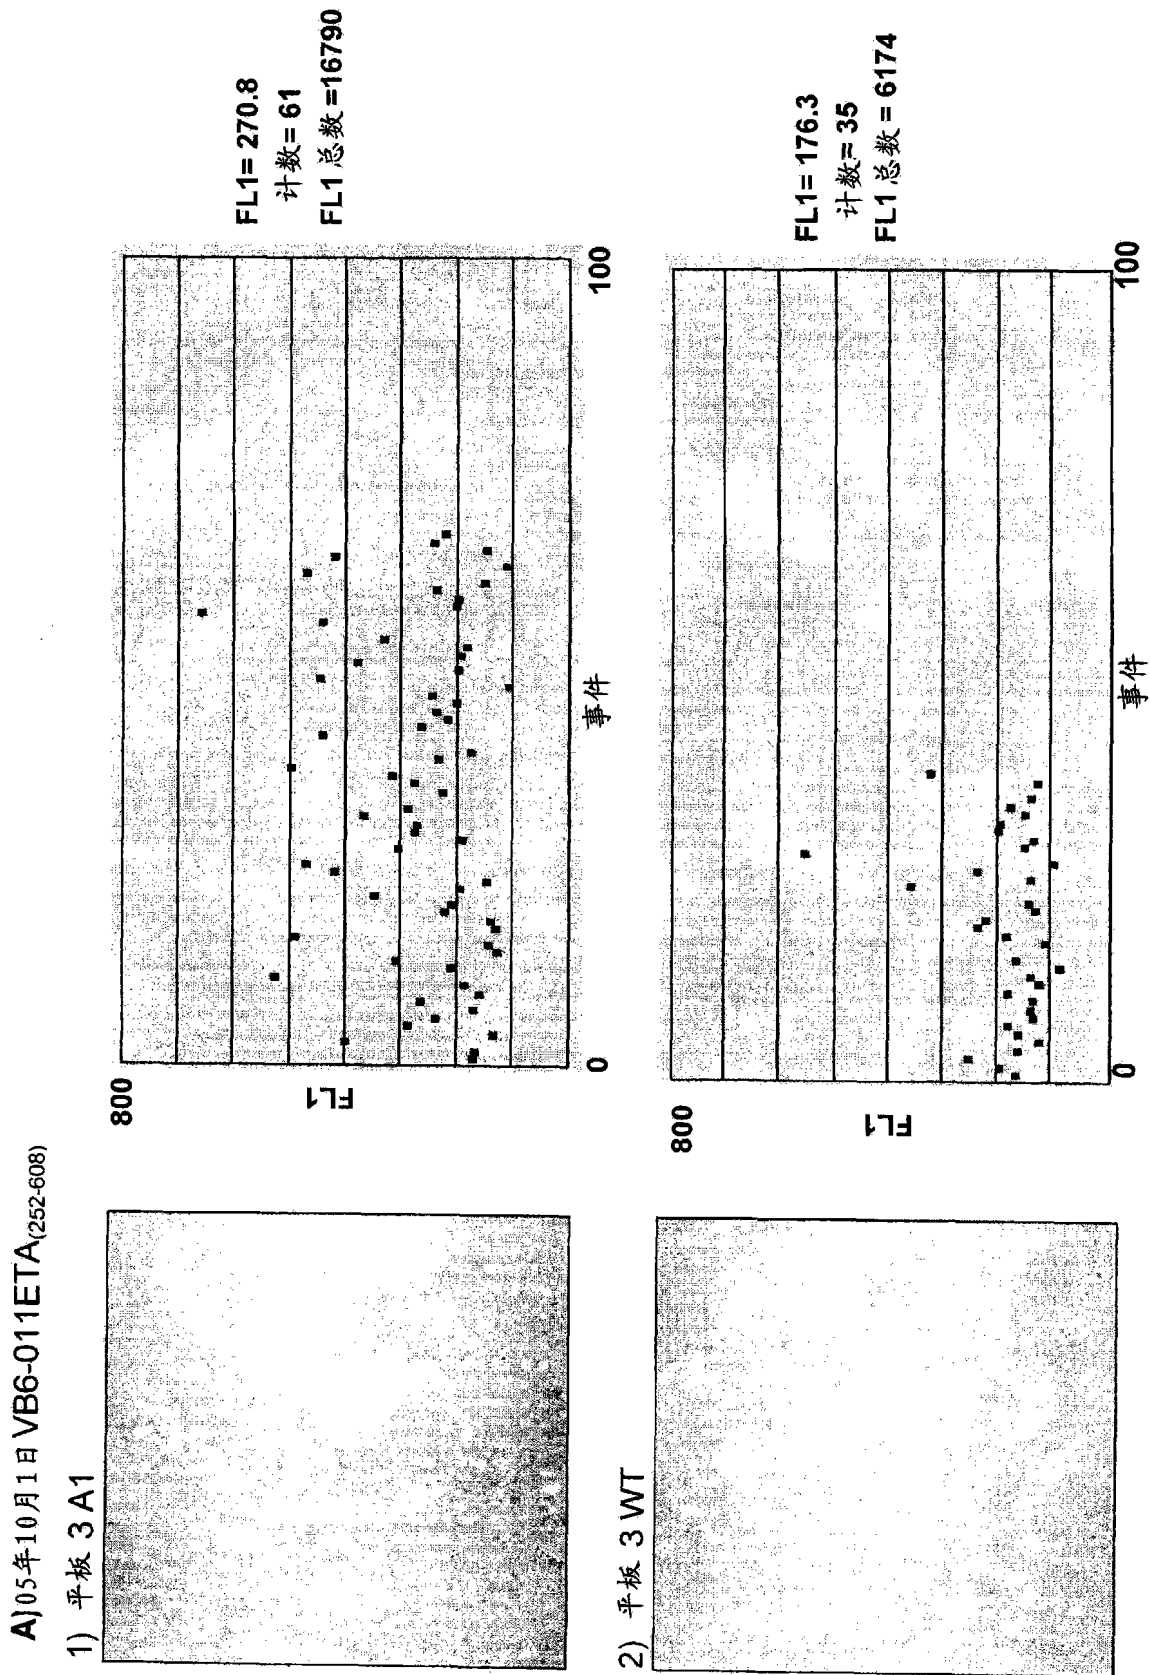 A)05年10月1日 VB6-011ETA(252-608)
1) 平板 3 A1
800
FL1
0
100
事件
FL1= 270.8
计数= 61
FL1 总数 =16790
2) 平板 3 WT
800
FL1
0
100
事件
FL1= 176.3
计数= 35
FL1 总数 = 6174